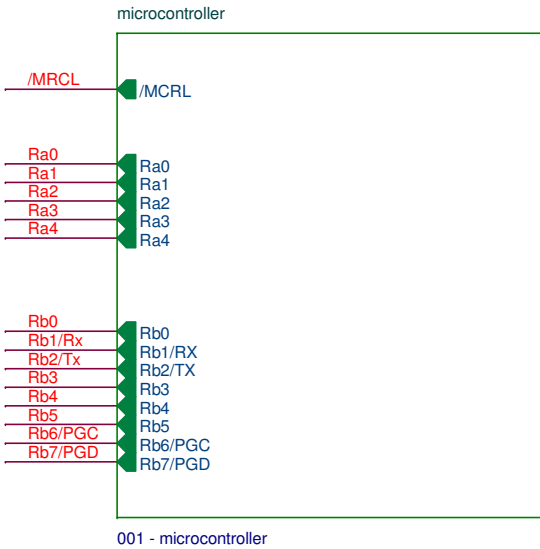 microcontroller
/MRCL
/MCRL
Ra0
Ra0
Ra1
Ra1
Ra2
Ra2
Ra3
Ra3
Ra4
Ra4
Rb0
Rb0
Rb1/Rx
Rb1/RX
Rb2/Tx
Rb2/TX
Rb3
Rb3
Rb4
Rb4
Rb5
Rb5
Rb6/PGC
Rb6/PGC
Rb7/PGD
Rb7/PGD
001 - microcontroller